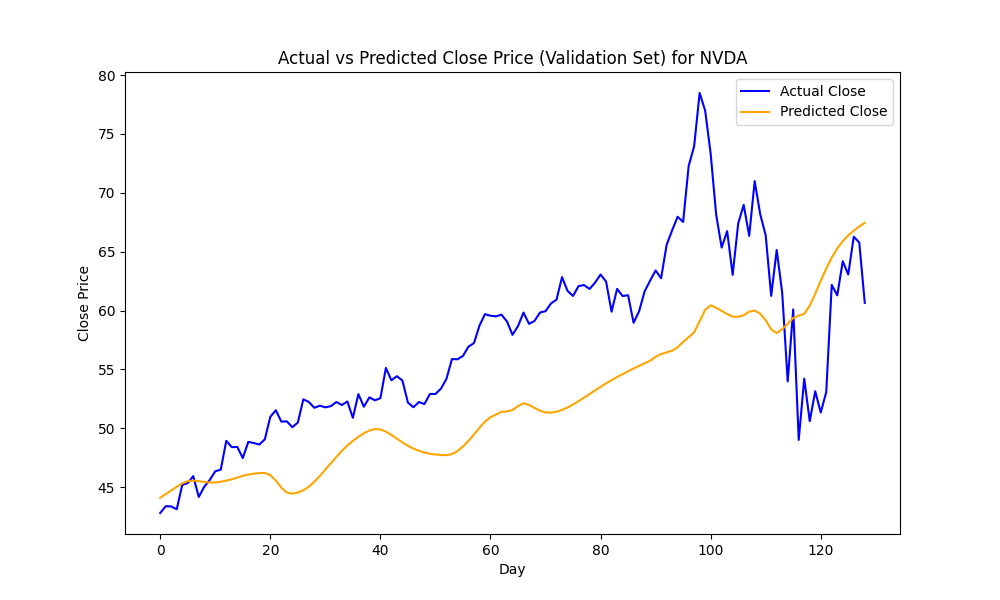 Actual vs Predicted Close Price (Validation Set) for NVDA
Actual Close
Predicted Close
80
75
70
65
60
55
50
45
Close Price
0 20 40 60 80 100 120
Day